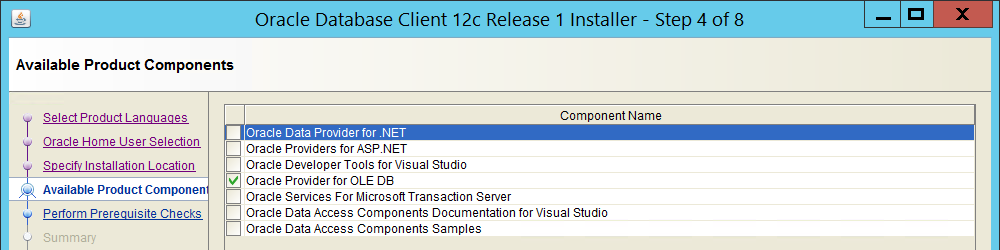 Oracle Database Client 12c Release 1 Installer - Step 4 of 8
Available Product Components
Select Product Languages
Oracle Home User Selection
Specify Installation Location
Available Product Component
Perform Prerequisite Checks
Summary
Component Name
Oracle Data Provider for .NET
Oracle Providers for ASP.NET
Oracle Developer Tools for Visual Studio
Oracle Provider for OLE DB
Oracle Services For Microsoft Transaction Server
Oracle Data Access Components Documentation for Visual Studio
Oracle Data Access Components Samples